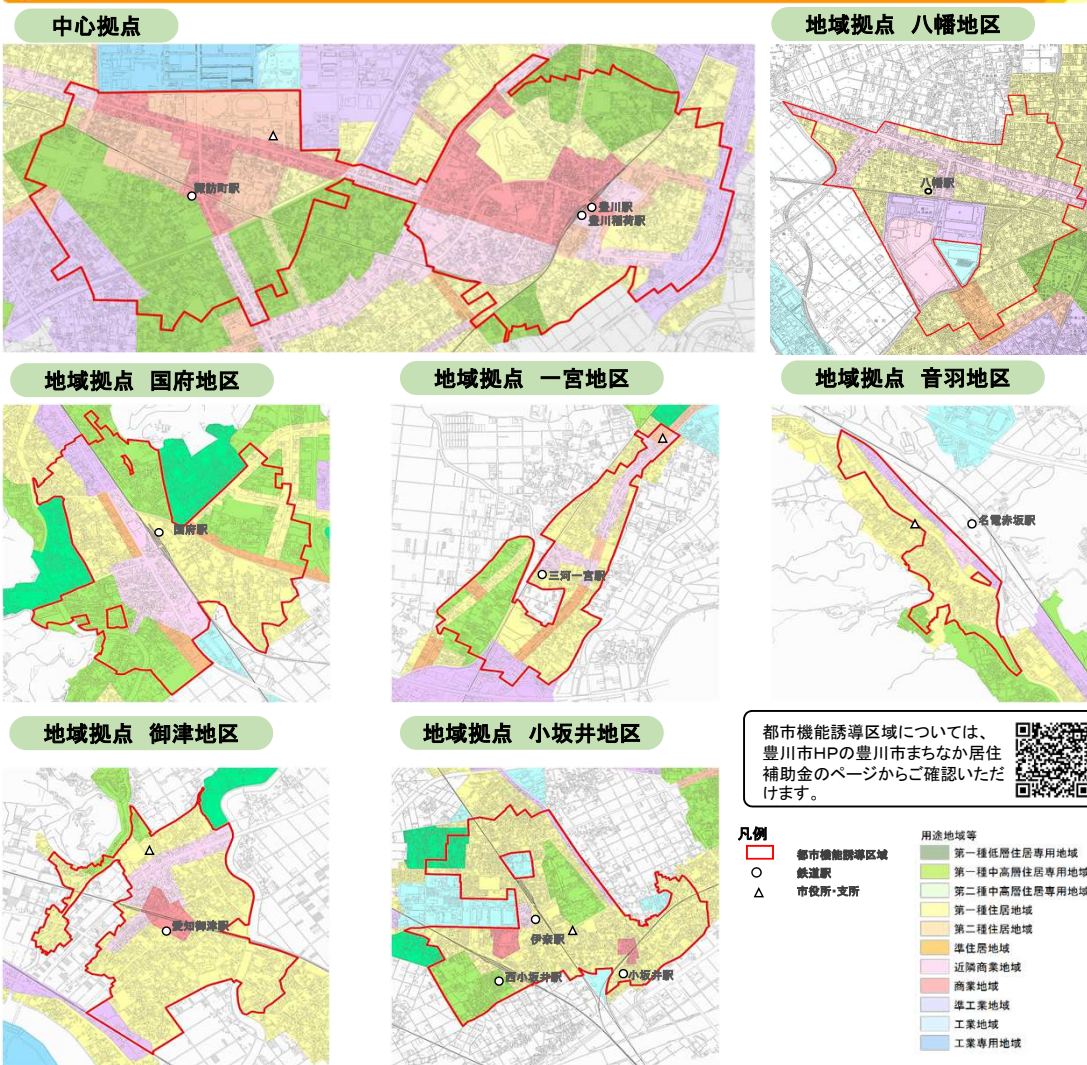 中心拠点
地域拠点 八幡地区
諏訪町駅
豊川駅
豊川稲荷駅
八幡駅
地域拠点 国府地区
地域拠点 一宮地区
地域拠点 音羽地区
国府駅
三河一宮駅
名電赤坂駅
地域拠点 御津地区
地域拠点 小坂井地区
愛知御津駅
伊奈駅
西小坂井駅
小坂井駅
都市機能誘導区域については、
豊川市HPの豊川市まちなか居住
補助金のページからご確認いただ
けます。
凡例
都市機能誘導区域
鉄道駅
市役所・支所
用途地域等
第一種低層住居専用地域
第一種中高層住居専用地域
第二種中高層住居専用地域
第一種住居地域
第二種住居地域
準住居地域
近隣商業地域
商業地域
準工業地域
工業地域
工業専用地域